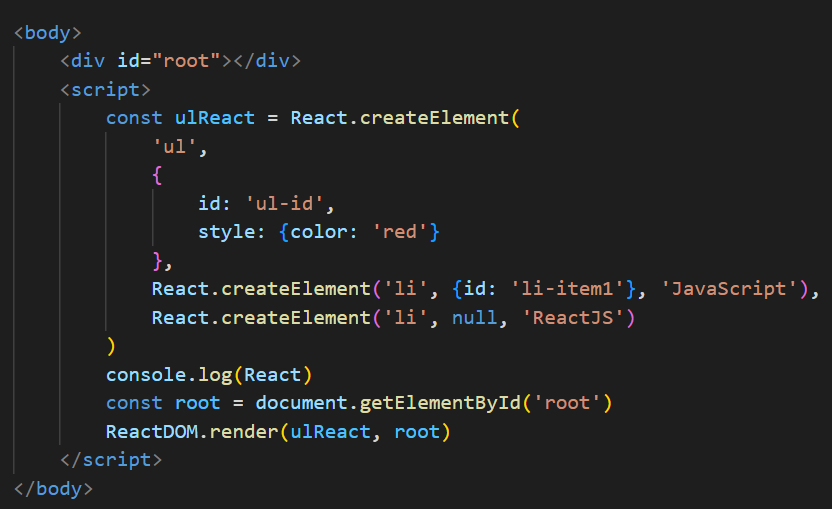 <body>
<div id="root"></div>
<script>
const ulReact = React.createElement(
'ul',
{
id: 'ul-id',
style: {color: 'red'}
},
React.createElement('li', {id: 'li-item1'}, 'JavaScript'),
React.createElement('li', null, 'ReactJS')
)
console.log(React)
const root = document.getElementById('root')
ReactDOM.render(ulReact, root)
</script>
</body>